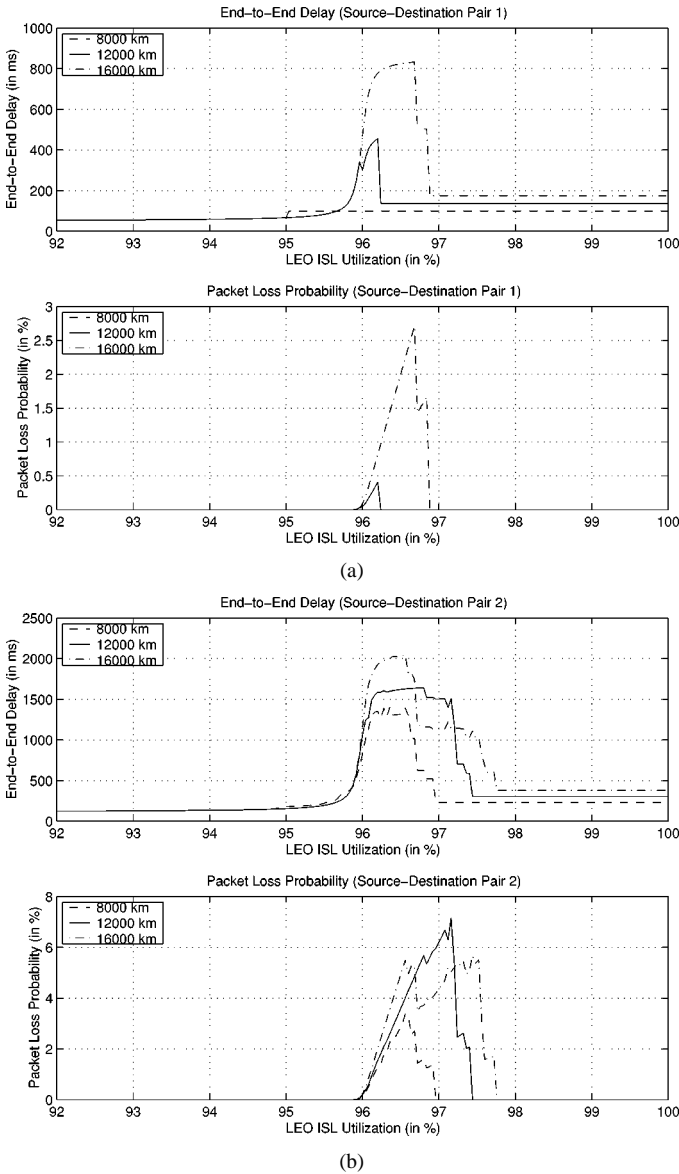 End-to-End Delay (Source-Destination Pair 1)
1000
800
600
400
200
0
End-to-End Delay (in ms)
8000 km
12000 km
16000 km
92 93 94 95 96 97 98 99 100
LEO ISL Utilization (in %)
Packet Loss Probability (Source-Destination Pair 1)
3
2.5
2
1.5
1
0.5
0
Packet Loss Probability (in %)
8000 km
12000 km
16000 km
92 93 94 95 96 97 98 99 100
LEO ISL Utilization (in %)
(a)
End-to-End Delay (Source-Destination Pair 2)
2500
2000
1500
1000
500
0
End-to-End Delay (in ms)
8000 km
12000 km
16000 km
92 93 94 95 96 97 98 99 100
LEO ISL Utilization (in %)
Packet Loss Probability (Source-Destination Pair 2)
8
6
4
2
0
Packet Loss Probability (in %)
8000 km
12000 km
16000 km
92 93 94 95 96 97 98 99 100
LEO ISL Utilization (in %)
(b)